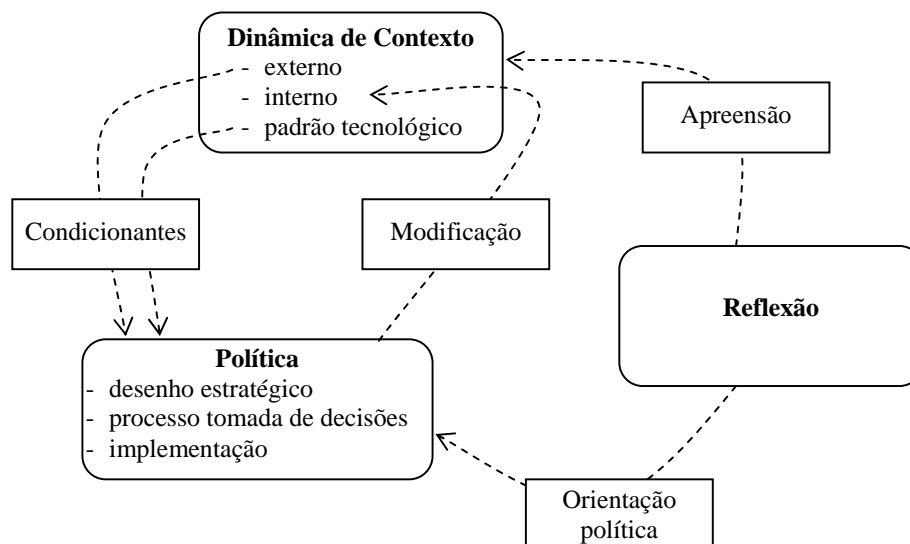 Dinâmica de Contexto
- externo
- interno
- padrão tecnológico
Apreensão
Condicionantes
Modificação
Reflexão
Política
- desenho estratégico
- processo tomada de decisões
- implementação
Orientação
política